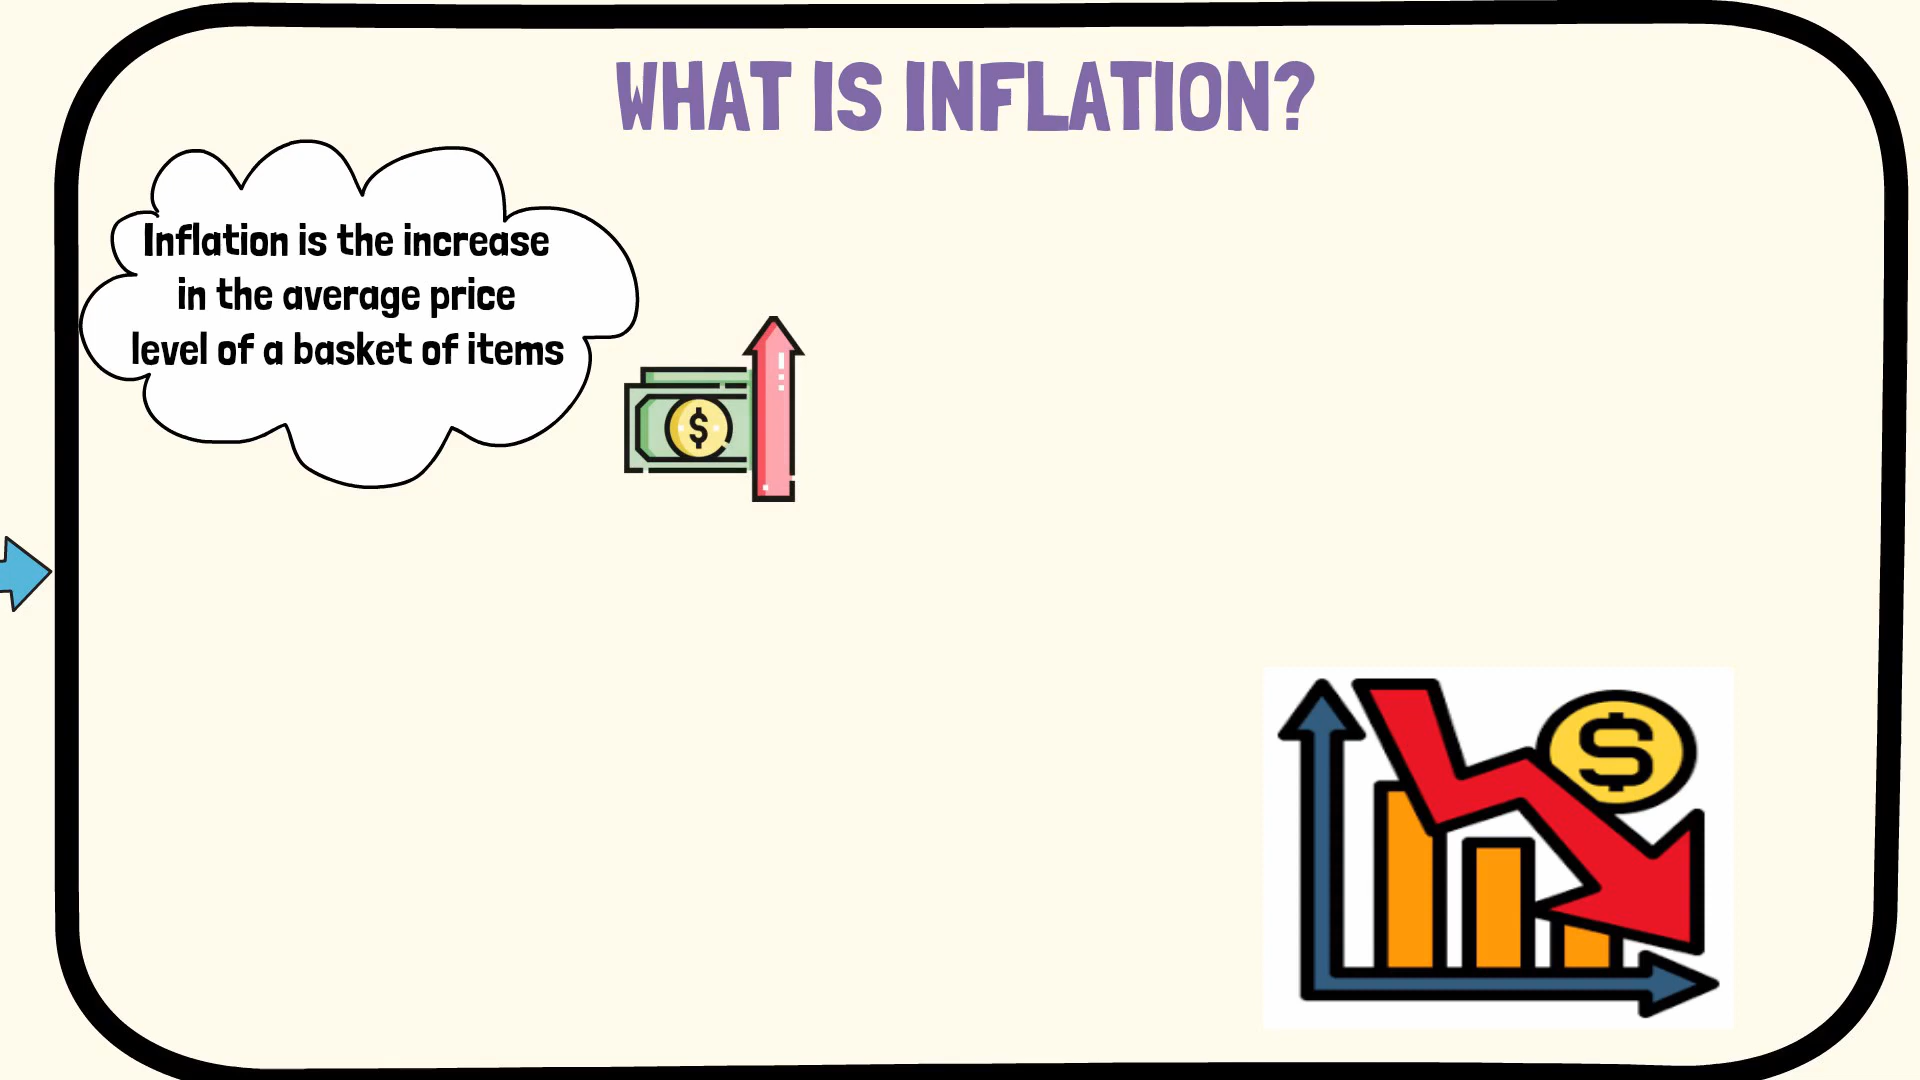 WHAT IS INFLATION?
Inflation is the increase
in the average price
level of a basket of items
$
$